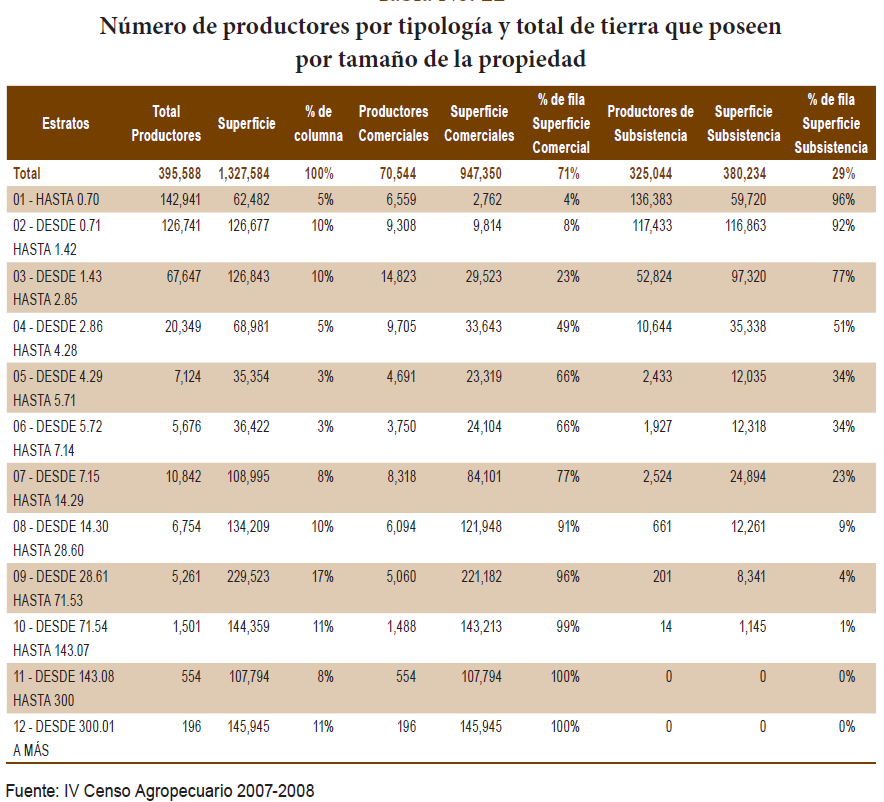 Número de productores por tipología y total de tierra que poseen
por tamaño de la propiedad
Estratos Total Productores Superficie % de columna Productores Comerciales Superficie Comerciales % de fila Superficie Comercial Productores de Subsistencia Superficie Subsistencia % de fila Superficie Subsistencia
Total 395,588 1,327,584 100% 70,544 947,350 71% 325,044 380,234 29%
01 - HASTA 0.70 142,941 62,482 5% 6,559 2,762 4% 136,383 59,720 96%
02 - DESDE 0.71 126,741 126,677 10% 9,308 9,814 8% 117,433 116,863 92%
HASTA 1.42
03 - DESDE 1.43 67,647 126,843 10% 14,823 29,523 23% 52,824 97,320 77%
HASTA 2.85
04 - DESDE 2.86 20,349 68,981 5% 9,705 33,643 49% 10,644 35,338 51%
HASTA 4.28
05 - DESDE 4.29 7,124 35,354 3% 4,691 23,319 66% 2,433 12,035 34%
HASTA 5.71
06 - DESDE 5.72 5,676 36,422 3% 3,750 24,104 66% 1,927 12,318 34%
HASTA 7.14
07 - DESDE 7.15 10,842 108,995 8% 8,318 84,101 77% 2,524 24,894 23%
HASTA 14.29
08 - DESDE 14.30 6,754 134,209 10% 6,094 121,948 91% 661 12,261 9%
HASTA 28.60
09 - DESDE 28.61 5,261 229,523 17% 5,060 221,182 96% 201 8,341 4%
HASTA 71.53
10 - DESDE 71.54 1,501 144,359 11% 1,488 143,213 99% 14 1,145 1%
HASTA 143.07
11 - DESDE 143.08 554 107,794 8% 554 107,794 100% 0 0 0%
HASTA 300
12 - DESDE 300.01 196 145,945 11% 196 145,945 100% 0 0 0%
A MÁS
Fuente: IV Censo Agropecuario 2007-2008